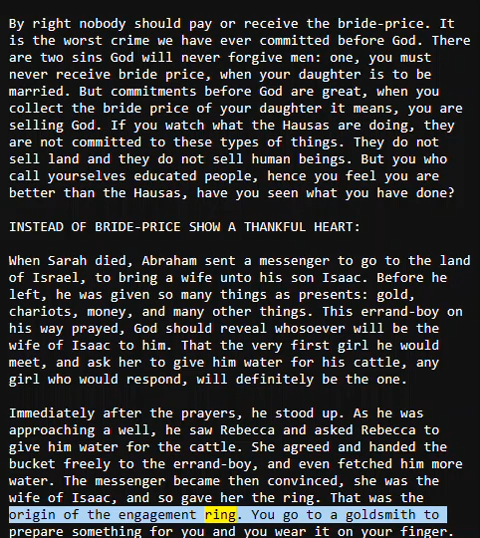 By right nobody should pay or receive the bride-price. It
is the worst crime we have ever committed before God. There
are two sins God will never forgive men: one, you must
never receive bride price, when your daughter is to be
married. But commitments before God are great, when you
collect the bride price of your daughter it means, you are
selling God. If you watch what the Hausas are doing, they
are not committed to these types of things. They do not
sell land and they do not sell human beings. But you who
call yourselves educated people, hence you feel you are
better than the Hausas, have you seen what you have done?
INSTEAD OF BRIDE-PRICE SHOW A THANKFUL HEART:
When Sarah died, Abraham sent a messenger to go to the land
of Israel, to bring a wife unto his son Isaac. Before he
left, he was given so many things as presents: gold,
chariots, money, and many other things. This errand-boy on
his way prayed, God should reveal whosoever will be the
wife of Isaac to him. That the very first girl he would
meet, and ask her to give him water for his cattle, any
girl who would respond, will definitely be the one.
Immediately after the prayers, he stood up. As he was
approaching a well, he saw Rebecca and asked Rebecca to
give him water for the cattle. She agreed and handed the
bucket freely to the errand-boy, and even fetched him more
water. The messenger became then convinced, she was the
wife of Isaac, and so gave her the ring. That was the
origin of the engagement ring. You go to a goldsmith to
prepare something for you and you wear it on your finger.